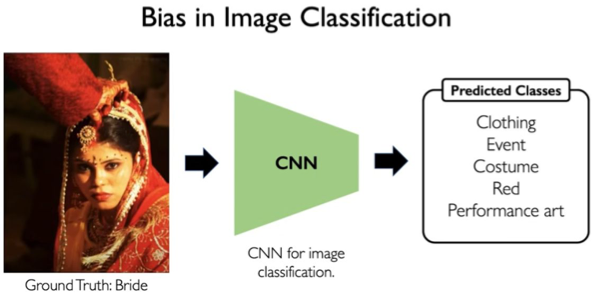 Bias in Image Classification
CNN
Predicted Classes
Clothing
Event
Costume
Red
Performance art
CNN for image
classification.
Ground Truth: Bride